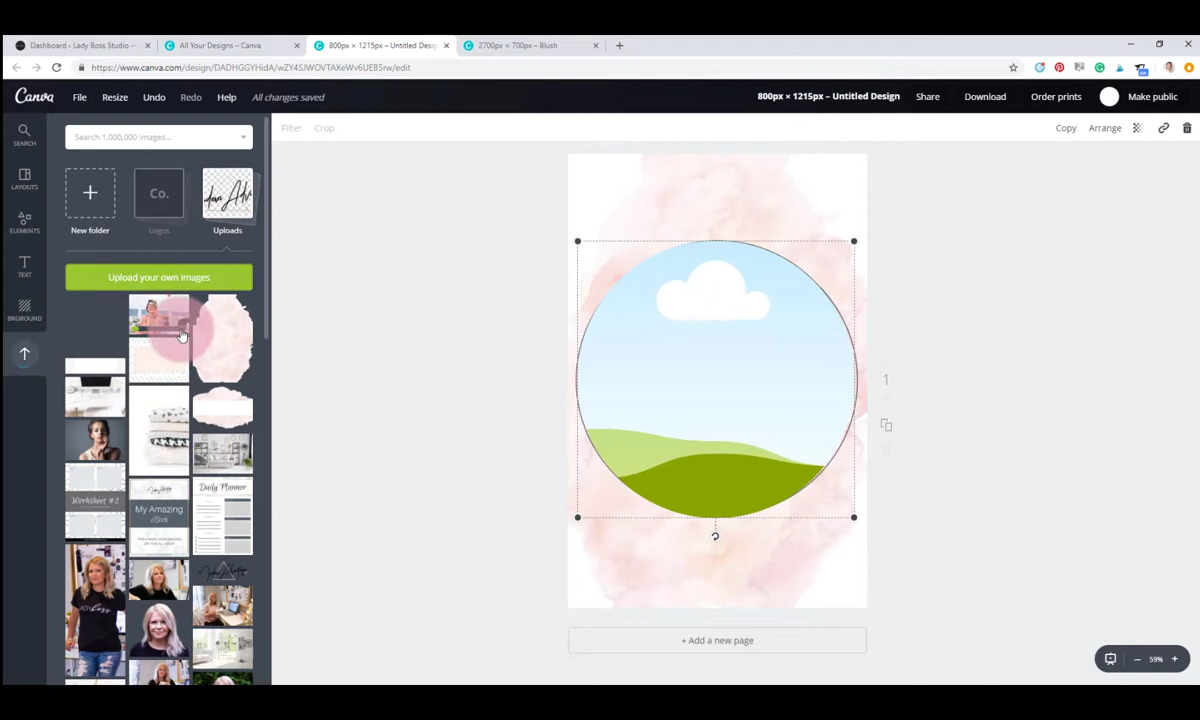 Dashboard ‹ Lady Boss Studio —
All Your Designs – Canva
800px × 1215px – Untitled Desig
2700px × 700px – Blush
https://www.canva.com/design/DADHGGYHidA/wZY4SJWOVTAXeWv6UEB5rw/edit
Canva
File
Resize
Undo
Redo
Help
All changes saved
800px × 1215px – Untitled Design
Share
Download
Order prints
Make public
SEARCH
LAYOUTS
ELEMENTS
TEXT
BKGROUND
Search 1,000,000 images...
Co.
New folder
Logos
Uploads
Upload your own images
Worksheet # 2
My Amazing
eBook
Daily Planner
Filter
Crop
Copy
Arrange
1
+ Add a new page
59%